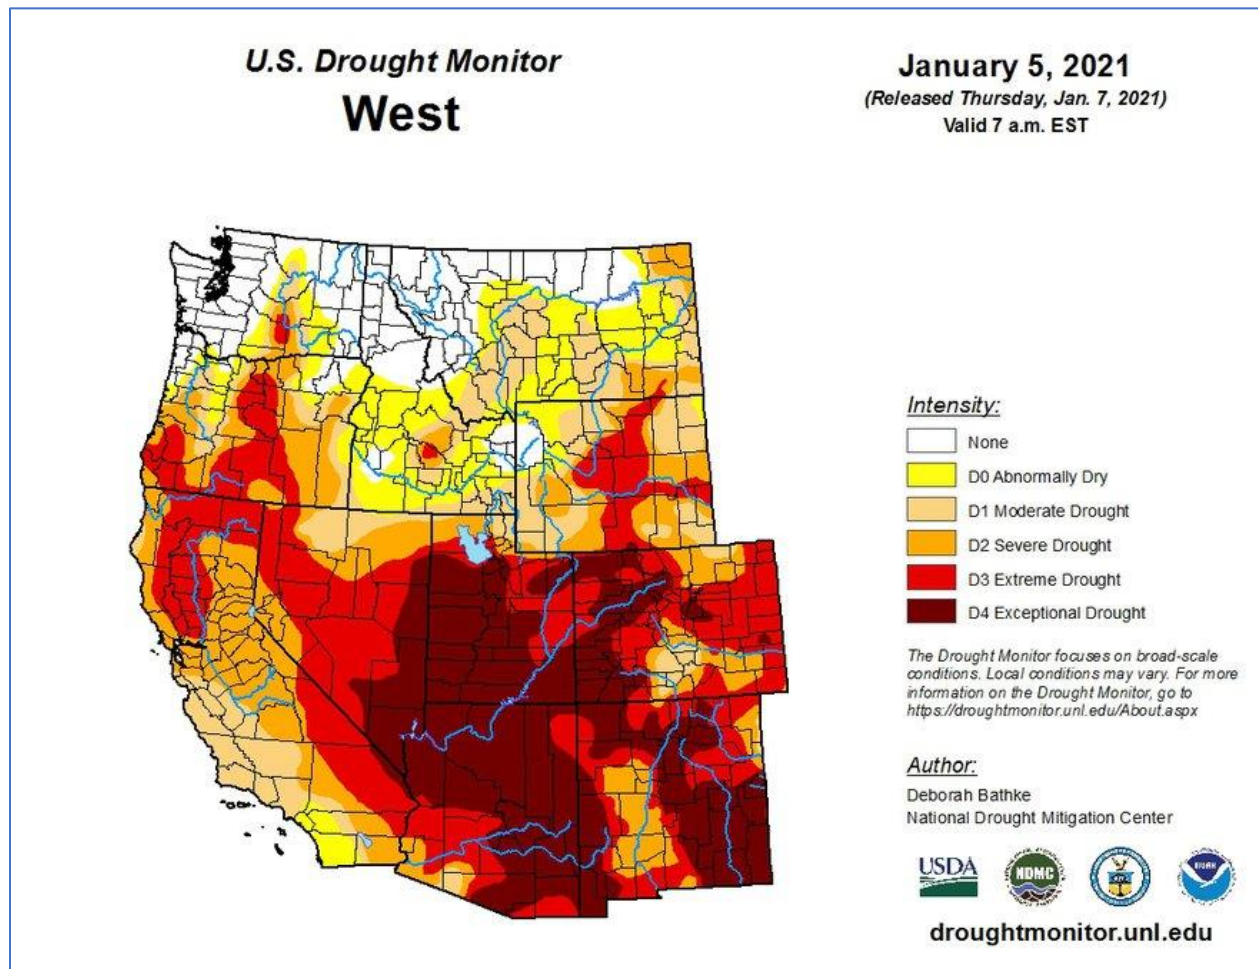 U.S. Drought Monitor
West
January 5, 2021
(Released Thursday, Jan. 7, 2021)
Valid 7 a.m. EST
Intensity:
None
D0 Abnormally Dry
D1 Moderate Drought
D2 Severe Drought
D3 Extreme Drought
D4 Exceptional Drought
The Drought Monitor focuses on broad-scale
conditions. Local conditions may vary. For more
information on the Drought Monitor, go to
https://droughtmonitor.unl.edu/About.aspx
Author:
Deborah Bathke
National Drought Mitigation Center
USDA
NDMC
droughtmonitor.unl.edu